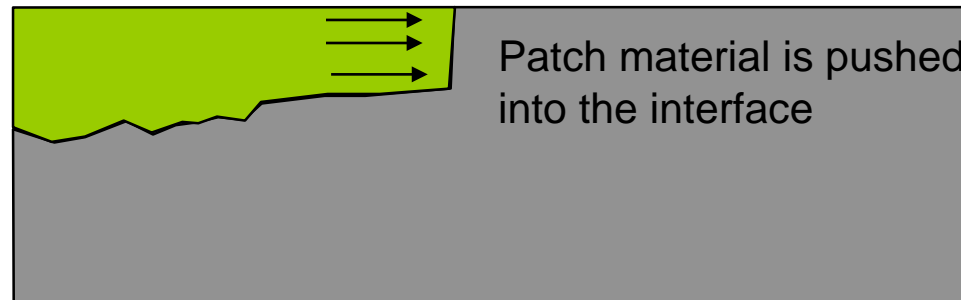 Patch material is pushed
into the interface